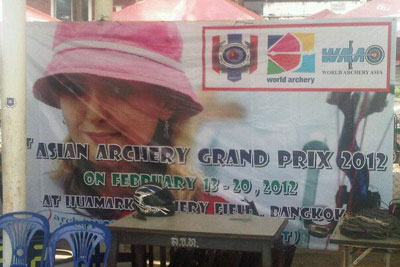 world archery
WAAO
WORLD ARCHERY ASIA
ASIAN ARCHERY GRAND PRIX 2012
ON FEBRUARY 13 - 20, 2012
AT HUAMARK FIELD, BANGKOK